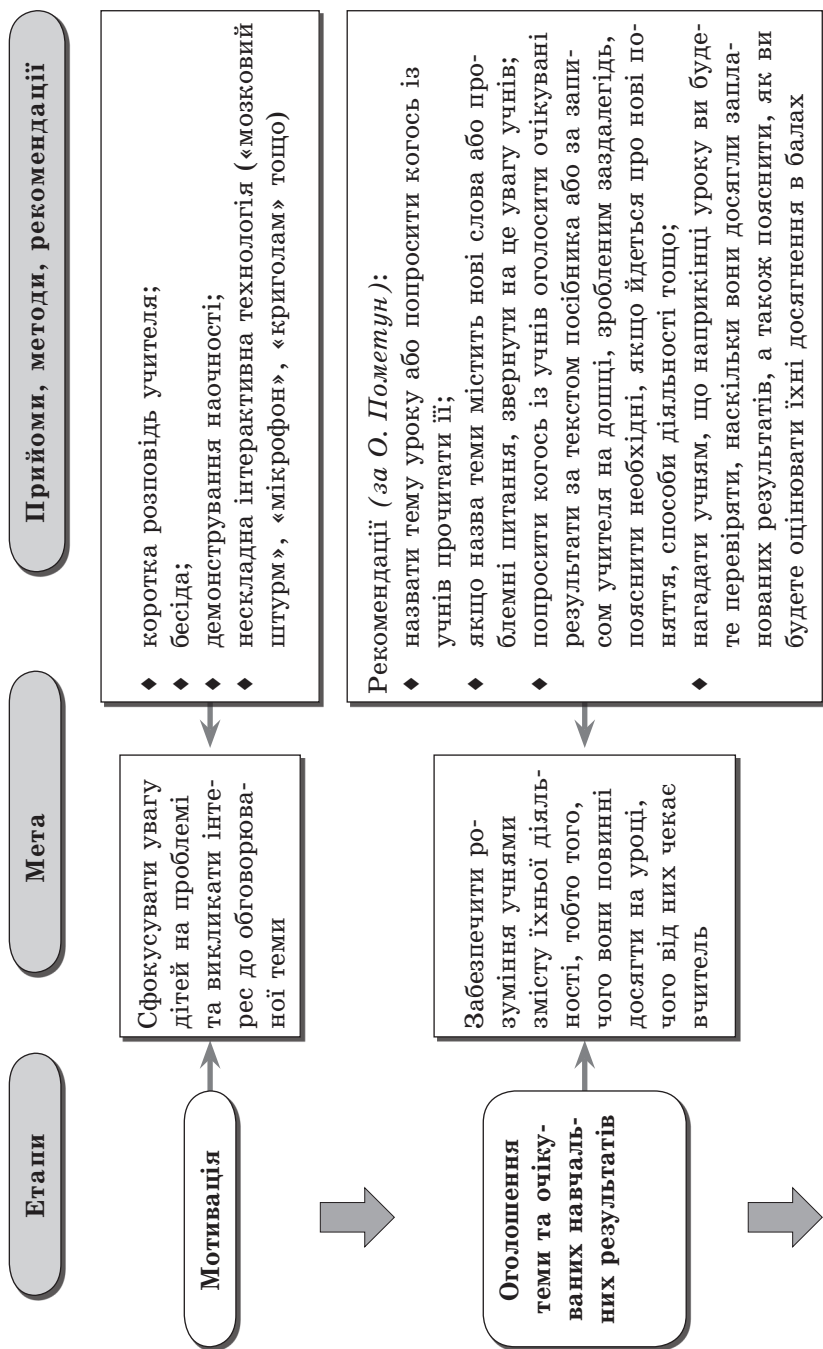 Етапи
Мета
Прийоми, методи, рекомендації
Мотивація
Сфокусувати увагу
дітей на проблемі
та викликати інте-
рес до обговорюва-
ної теми
♦ коротка розповідь учителя;
♦ бесіда;
♦ демонстрування наочності;
♦ нескладна інтерактивна технологія («мозковий
штурм», «мікрофон», «криголам» тощо
Оголошення
теми та очіку-
ваних навчаль-
них результатів
Забезпечити ро-
зуміння учнями
змісту їхньої діяль-
ності, тобто того,
чого вони повинні
досягти на уроці,
чого від них чекає
вчитель
Рекомендації (за О. Пометун):
♦ назвати тему уроку або попросити когось із
учнів прочитати її;
♦ якщо назва теми містить нові слова або про-
блемні питання, звернути на це увагу учнів;
♦ попросити когось із учнів оголосити очікувані
результати за текстом посібника або за запи-
сом учителя на дошці, зробленим заздалегідь,
пояснити необхідні, якщо йдеться про нові по-
няття, способи діяльності тощо;
♦ нагадати учням, що наприкінці уроку ви буде-
те перевіряти, наскільки вони досягли запла-
нованих результатів, а також пояснити, як ви
будете оцінювати їхні досягнення в балах